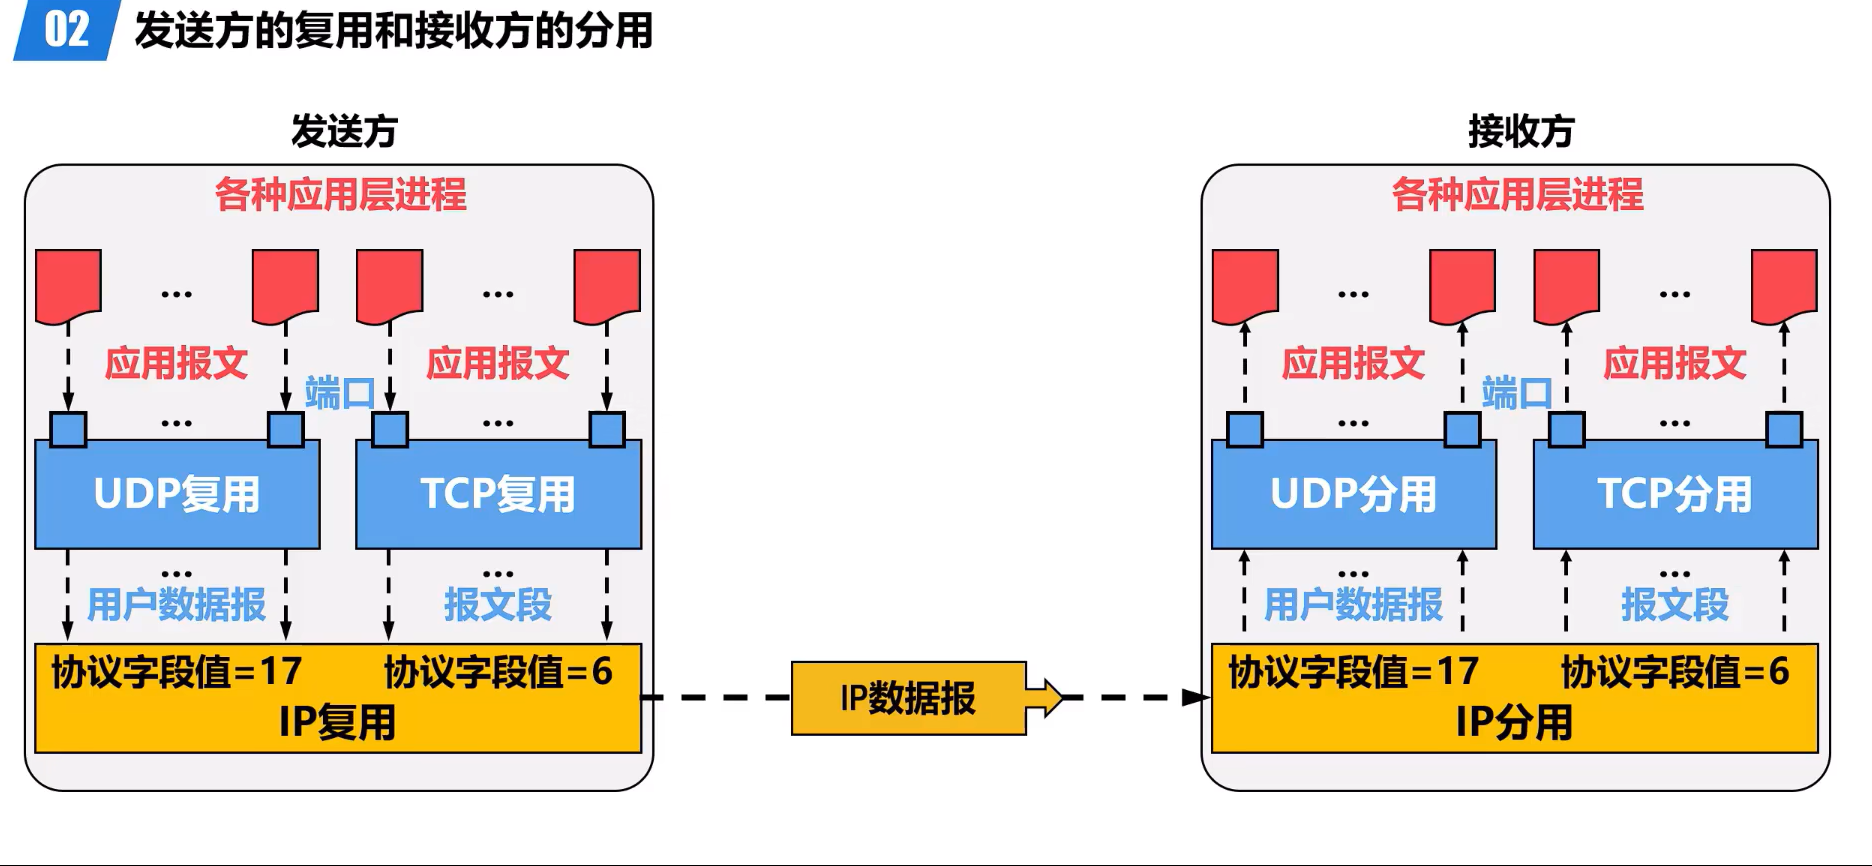 02 发送方的复用和接收方的分用
发送方
接收方
各种应用层进程
各种应用层进程
... ... ... ...
应用报文 应用报文 应用报文 应用报文
端口 端口
... ... ... ...
UDP复用 TCP复用 UDP分用 TCP分用
... ... ... ...
用户数据报 报文段 用户数据报 报文段
协议字段值=17 协议字段值=6 协议字段值=17 协议字段值=6
IP复用 IP数据报 IP分用